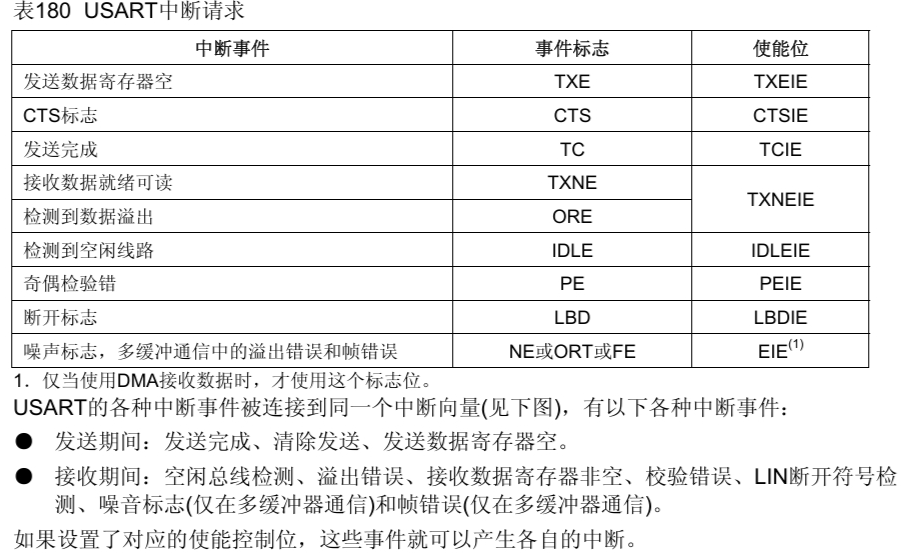 表180 USART中断请求
中断事件 事件标志 使能位
发送数据寄存器空 TXE TXEIE
CTS标志 CTS CTSIE
发送完成 TC TCIE
接收数据就绪可读 TXNE TXNEIE
检测到数据溢出 ORE
检测到空闲线路 IDLE IDLEIE
奇偶检验错 PE PEIE
断开标志 LBD LBDIE
噪声标志，多缓冲通信中的溢出错误和帧错误 NE或ORT或FE EIE(1)
1. 仅当使用DMA接收数据时，才使用这个标志位。
USART的各种中断事件被连接到同一个中断向量(见下图)，有以下各种中断事件：
● 发送期间：发送完成、清除发送、发送数据寄存器空。
● 接收期间：空闲总线检测、溢出错误、接收数据寄存器非空、校验错误、LIN断开符号检
测、噪音标志(仅在多缓冲器通信)和帧错误(仅在多缓冲器通信)。
如果设置了对应的使能控制位，这些事件就可以产生各自的中断。